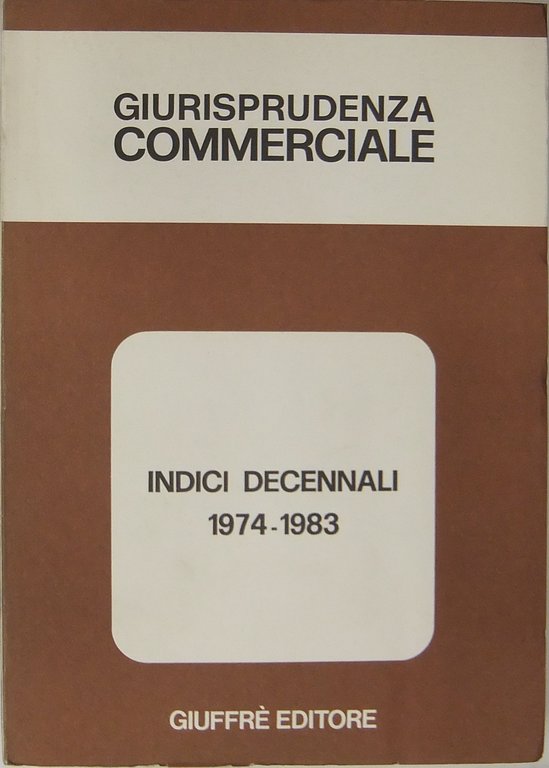 GIURISPRUDENZA
COMMERCIALE
INDICI DECENNALI
1974-1983
GIUFFRÈ EDITORE